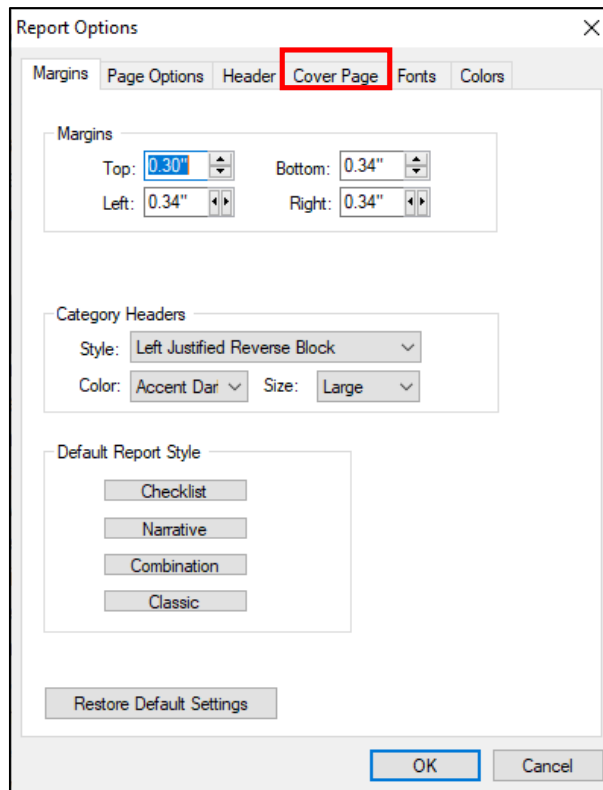 Report Options
Margins Page Options Header Cover Page Fonts Colors
Margins
Top: 0.30" Bottom: 0.34"
Left: 0.34" Right: 0.34"
Category Headers
Style: Left Justified Reverse Block
Color: Accent Dar Size: Large
Default Report Style
Checklist
Narrative
Combination
Classic
Restore Default Settings
OK Cancel